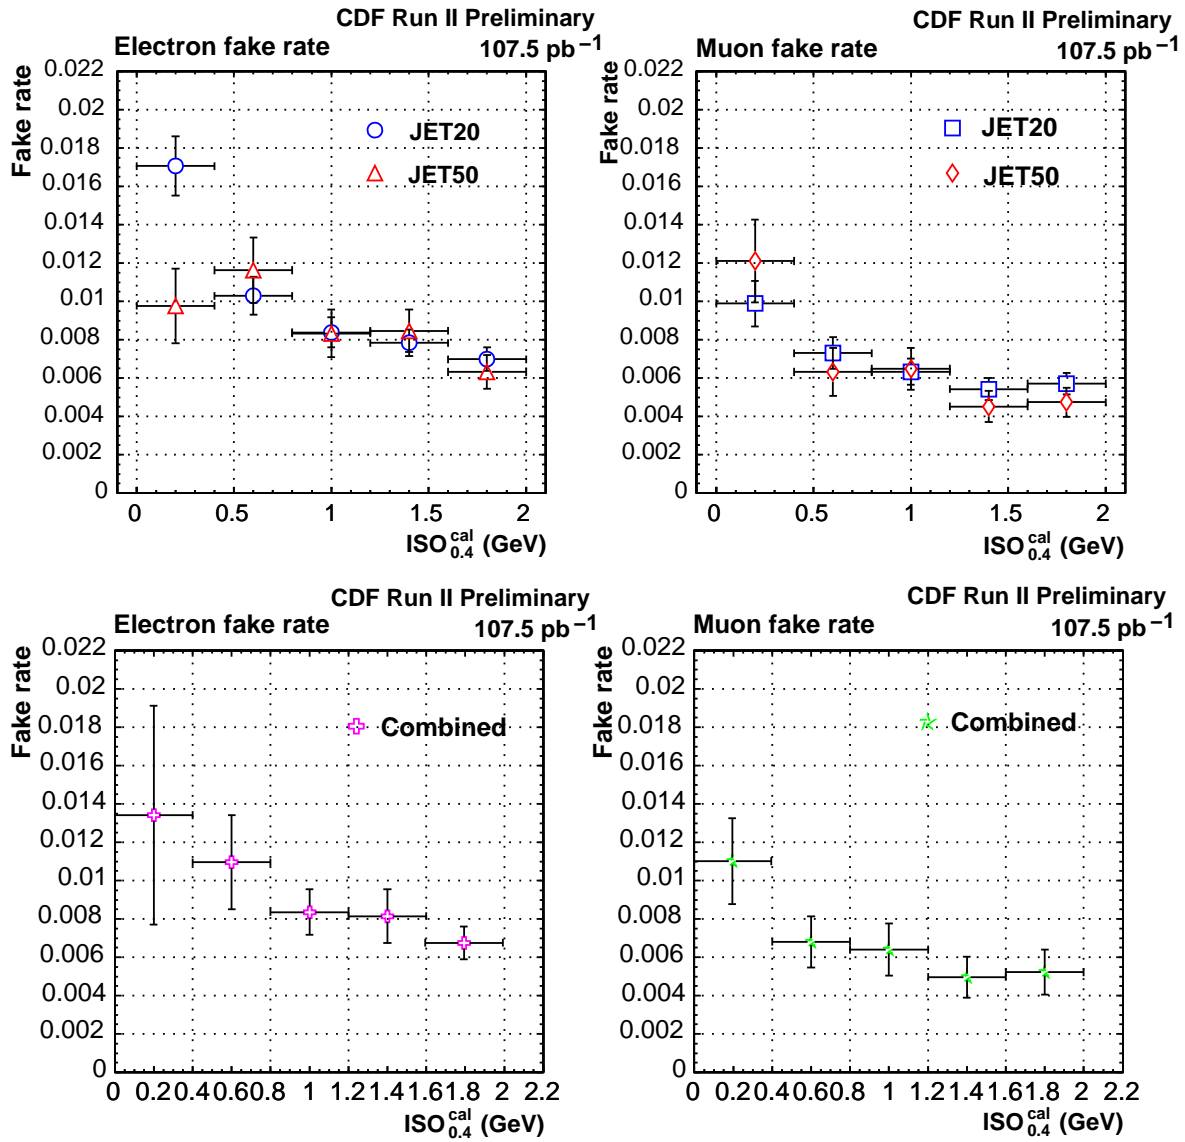 CDF Run II Preliminary
Electron fake rate
107.5 pb−1
Fake rate
0.022
0.02
0.018
0.016
0.014
0.012
0.01
0.008
0.006
0.004
0.002
0
JET20
JET50
0 0.5 1 1.5 2
ISO cal 0.4 (GeV)
CDF Run II Preliminary
Muon fake rate
107.5 pb−1
Fake rate
0.022
0.02
0.018
0.016
0.014
0.012
0.01
0.008
0.006
0.004
0.002
0
JET20
JET50
0 0.5 1 1.5 2
ISO cal 0.4 (GeV)
CDF Run II Preliminary
Electron fake rate
107.5 pb−1
Fake rate
0.022
0.02
0.018
0.016
0.014
0.012
0.01
0.008
0.006
0.004
0.002
0
Combined
0 0.2 0.4 0.6 0.8 1 1.2 1.4 1.6 1.8 2 2.2
ISO cal 0.4 (GeV)
CDF Run II Preliminary
Muon fake rate
107.5 pb−1
Fake rate
0.022
0.02
0.018
0.016
0.014
0.012
0.01
0.008
0.006
0.004
0.002
0
Combined
0 0.2 0.4 0.6 0.8 1 1.2 1.4 1.6 1.8 2 2.2
ISO cal 0.4 (GeV)